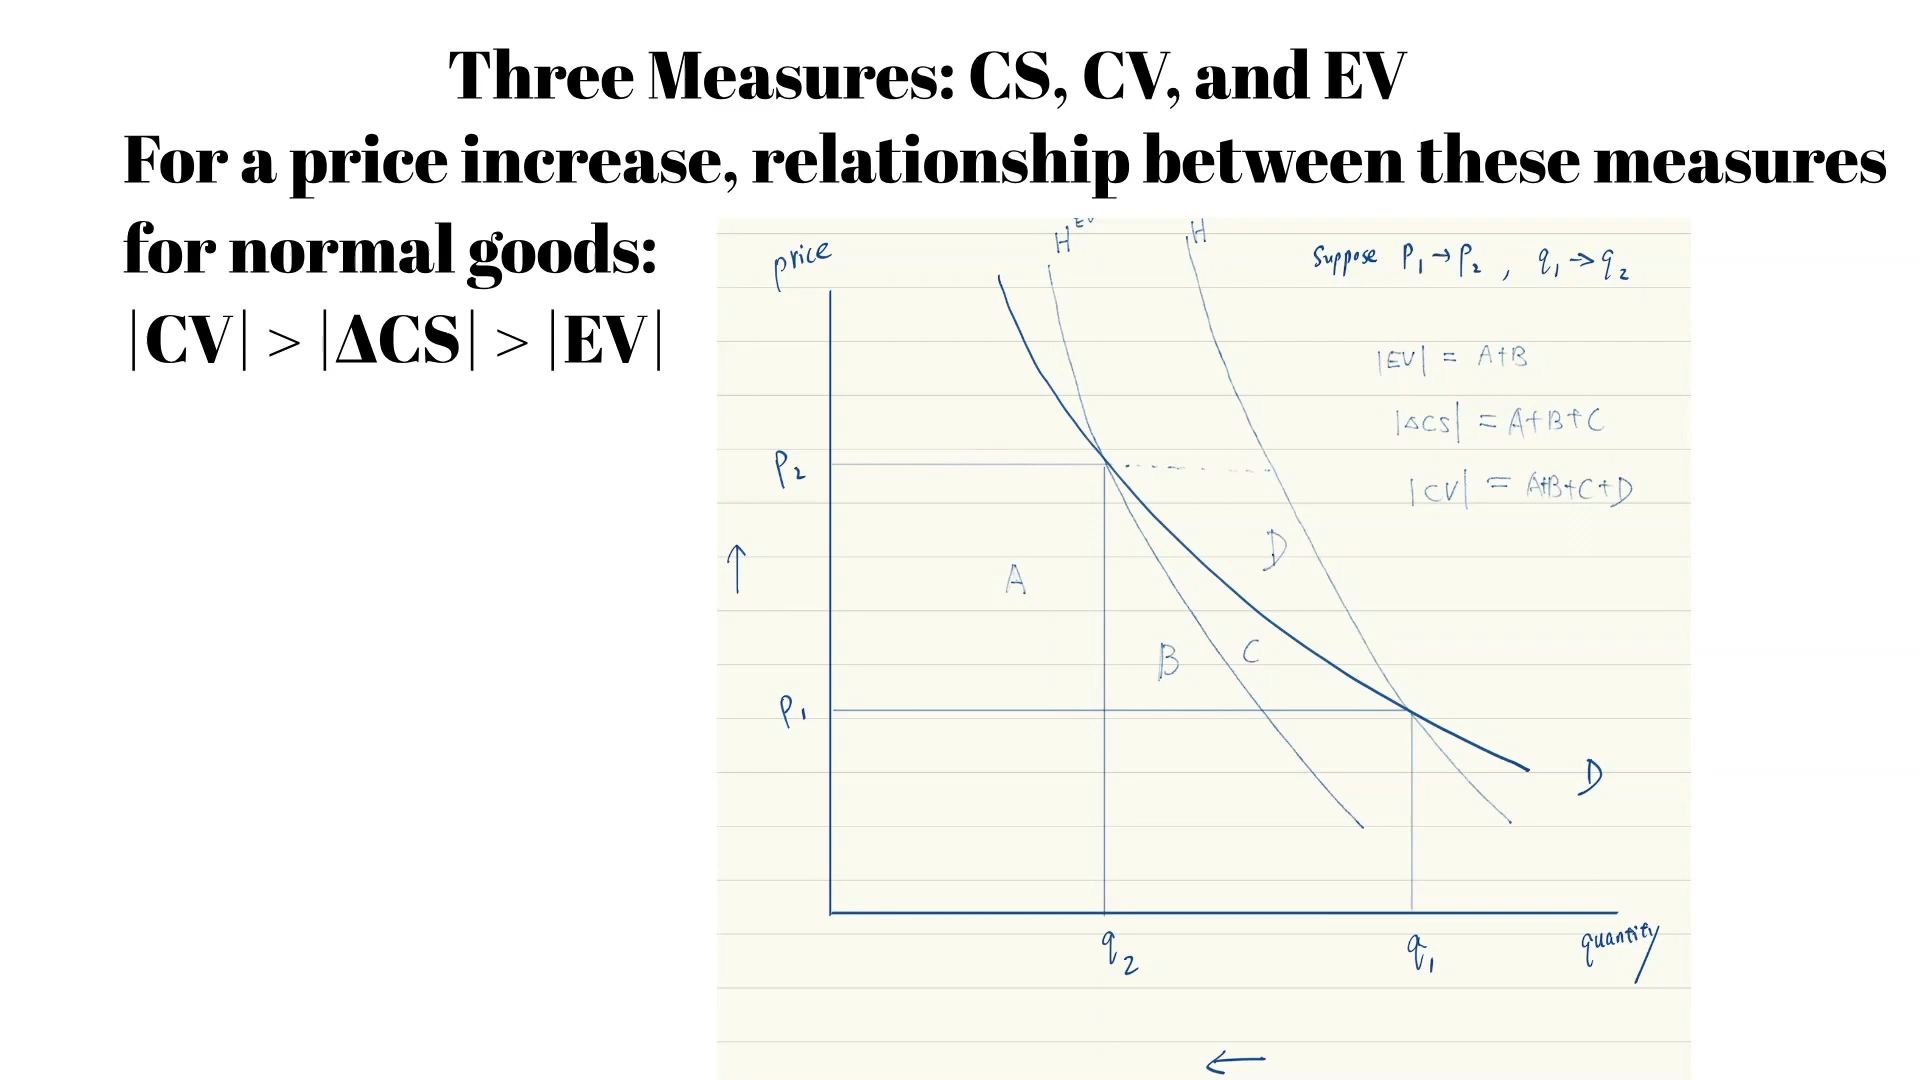 Three Measures: CS, CV, and EV
For a price increase, relationship between these measures
for normal goods:
|CV| > |ΔCS| > |EV|
H^EV
H
price
Suppose P₁→P₂ , q₁→q₂
|EV| = A+B
|ΔCS| = A+B+C
P₂
|CV| = A+B+C+D
↑
D
A
B
C
P₁
D
q₂
q₁
quantity
←